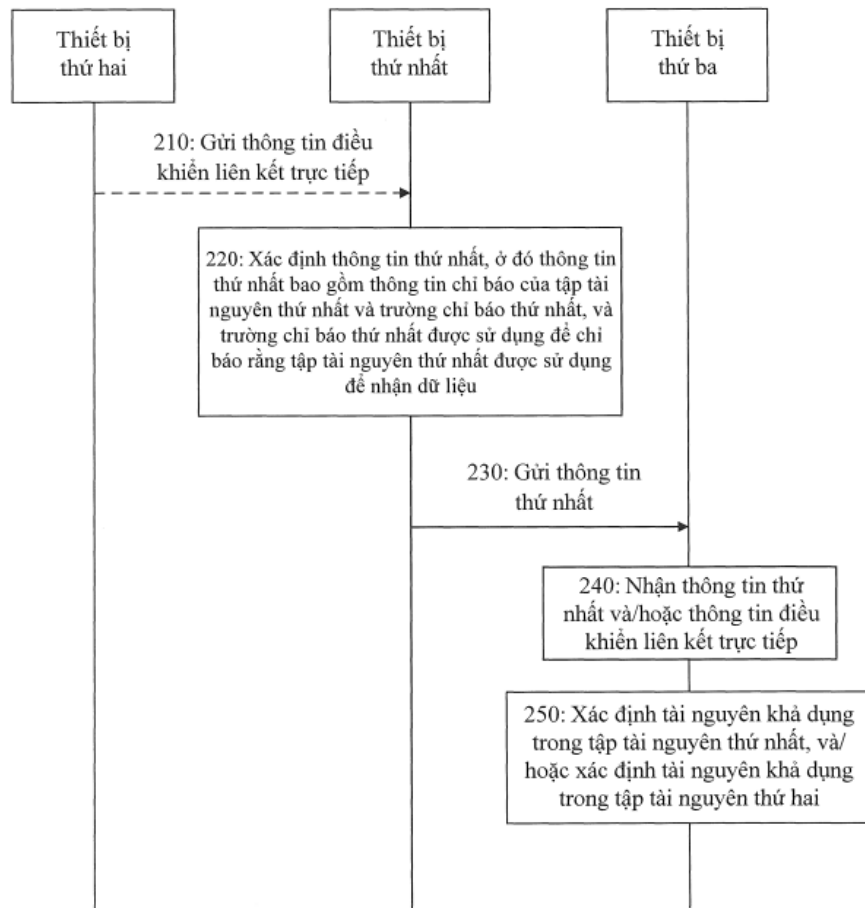 Thiết bị
thứ hai
Thiết bị
thứ nhất
Thiết bị
thứ ba
210: Gửi thông tin điều
khiển liên kết trực tiếp
220: Xác định thông tin thứ nhất, ở đó thông tin
thứ nhất bao gồm thông tin chỉ báo của tập tài
nguyên thứ nhất và trường chỉ báo thứ nhất, và
trường chỉ báo thứ nhất được sử dụng để chỉ
báo rằng tập tài nguyên thứ nhất được sử dụng
để nhận dữ liệu
230: Gửi thông tin
thứ nhất
240: Nhận thông tin thứ
nhất và/hoặc thông tin điều
khiển liên kết trực tiếp
250: Xác định tài nguyên khả dụng
trong tập tài nguyên thứ nhất, và/
hoặc xác định tài nguyên khả dụng
trong tập tài nguyên thứ hai